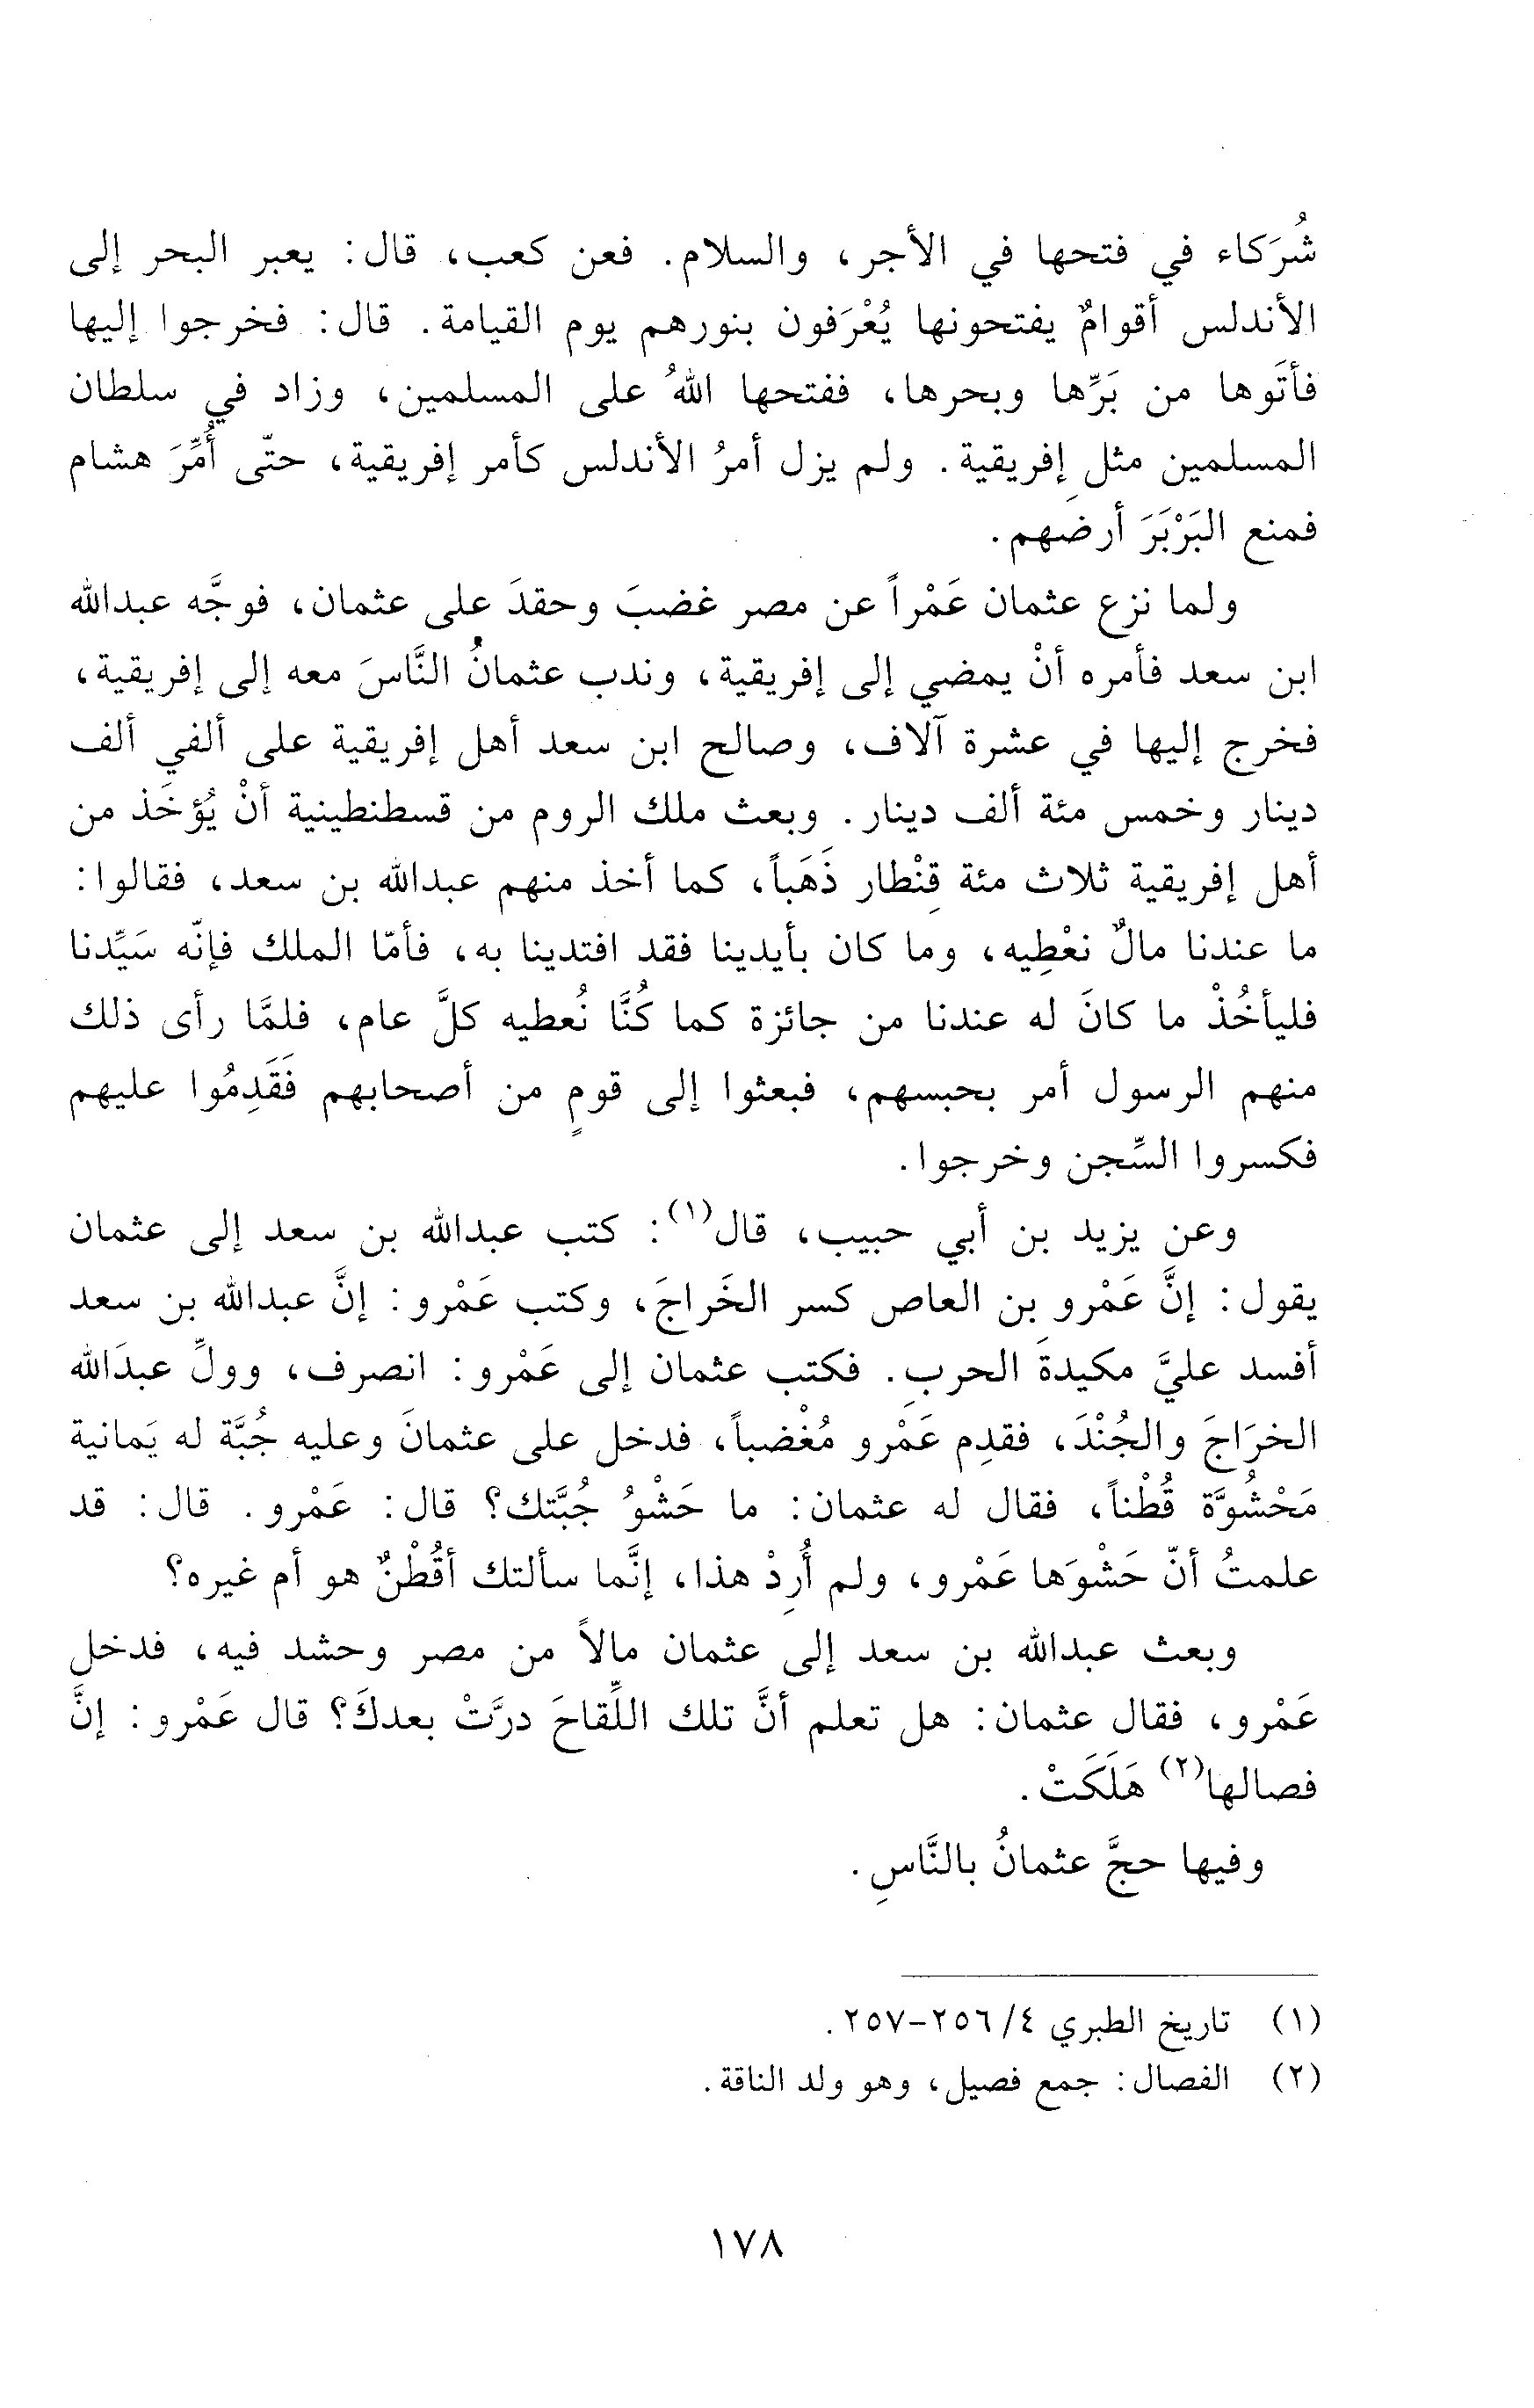 شُرَكاء في فتحها في الأجر، والسلام. فعن كعب، قال: يعبر البحر إلى
الأندلس أقوامٌ يفتحونها يُعْرَفون بنورهم يوم القيامة. قال: فخرجوا إليها
فأتَوها من بَرِّها وبحرها، ففتحها اللهُ على المسلمين، وزاد في سلطان
المسلمين مثل إفريقية. ولم يزل أمرُ الأندلس كأمر إفريقية، حتّى أُمِّرَ هشام
فمنع البَرْبَرَ أرضَهم.
ولما نزع عثمان عَمْراً عن مصر غضبَ وحقدَ على عثمان، فوجَّه عبدالله
ابن سعد فأمره أنْ يمضي إلى إفريقية، وندب عثمانُ النَّاسَ معه إلى إفريقية،
فخرج إليها في عشرة آلاف، وصالح ابن سعد أهل إفريقية على ألفي ألف
دينار وخمس مئة ألف دينار. وبعث ملك الروم من قسطنطينية أنْ يُؤخَذ من
أهل إفريقية ثلاث مئة قِنْطار ذَهَباً، كما أخذ منهم عبدالله بن سعد، فقالوا:
ما عندنا مالٌ نعْطِيه، وما كان بأيدينا فقد افتدينا به، فأمّا الملك فإنّه سَيِّدنا
فليأخُذْ ما كانَ له عندنا من جائزة كما كُنَّا نُعطيه كلَّ عام، فلمَّا رأى ذلك
منهم الرسول أمر بحبسهم، فبعثوا إلى قومٍ من أصحابهم فَقَدِمُوا عليهم
فكسروا السِّجن وخرجوا.
وعن يزيد بن أبي حبيب، قال(١): كتب عبدالله بن سعد إلى عثمان
يقول: إنَّ عَمْرو بن العاص كسر الخَراجَ، وكتب عَمْرو: إنَّ عبدالله بن سعد
أفسد عليَّ مكيدةَ الحربِ. فكتب عثمان إلى عَمْرو: انصرف، وولِّ عبدَالله
الخرَاجَ والجُنْدَ، فقدِم عَمْرو مُغْضباً، فدخل على عثمانَ وعليه جُبَّة له يَمانية
مَحْشُوَّة قُطْناً، فقال له عثمان: ما حَشْوُ جُبَّتك؟ قال: عَمْرو. قال: قد
علمتُ أنّ حَشْوَها عَمْرو، ولم أُرِدْ هذا، إنَّما سألتك أقُطْنٌ هو أم غيره؟
وبعث عبدالله بن سعد إلى عثمان مالاً من مصر وحشد فيه، فدخل
عَمْرو، فقال عثمان: هل تعلم أنَّ تلك اللِّقاحَ درَّتْ بعدكَ؟ قال عَمْرو: إنَّ
فصالها(٢) هَلَكَتْ.
وفيها حجَّ عثمانُ بالنَّاسِ.
(١) تاريخ الطبري ٤/ ٢٥٦-٢٥٧.
(٢) الفصال: جمع فصيل، وهو ولد الناقة.
١٧٨